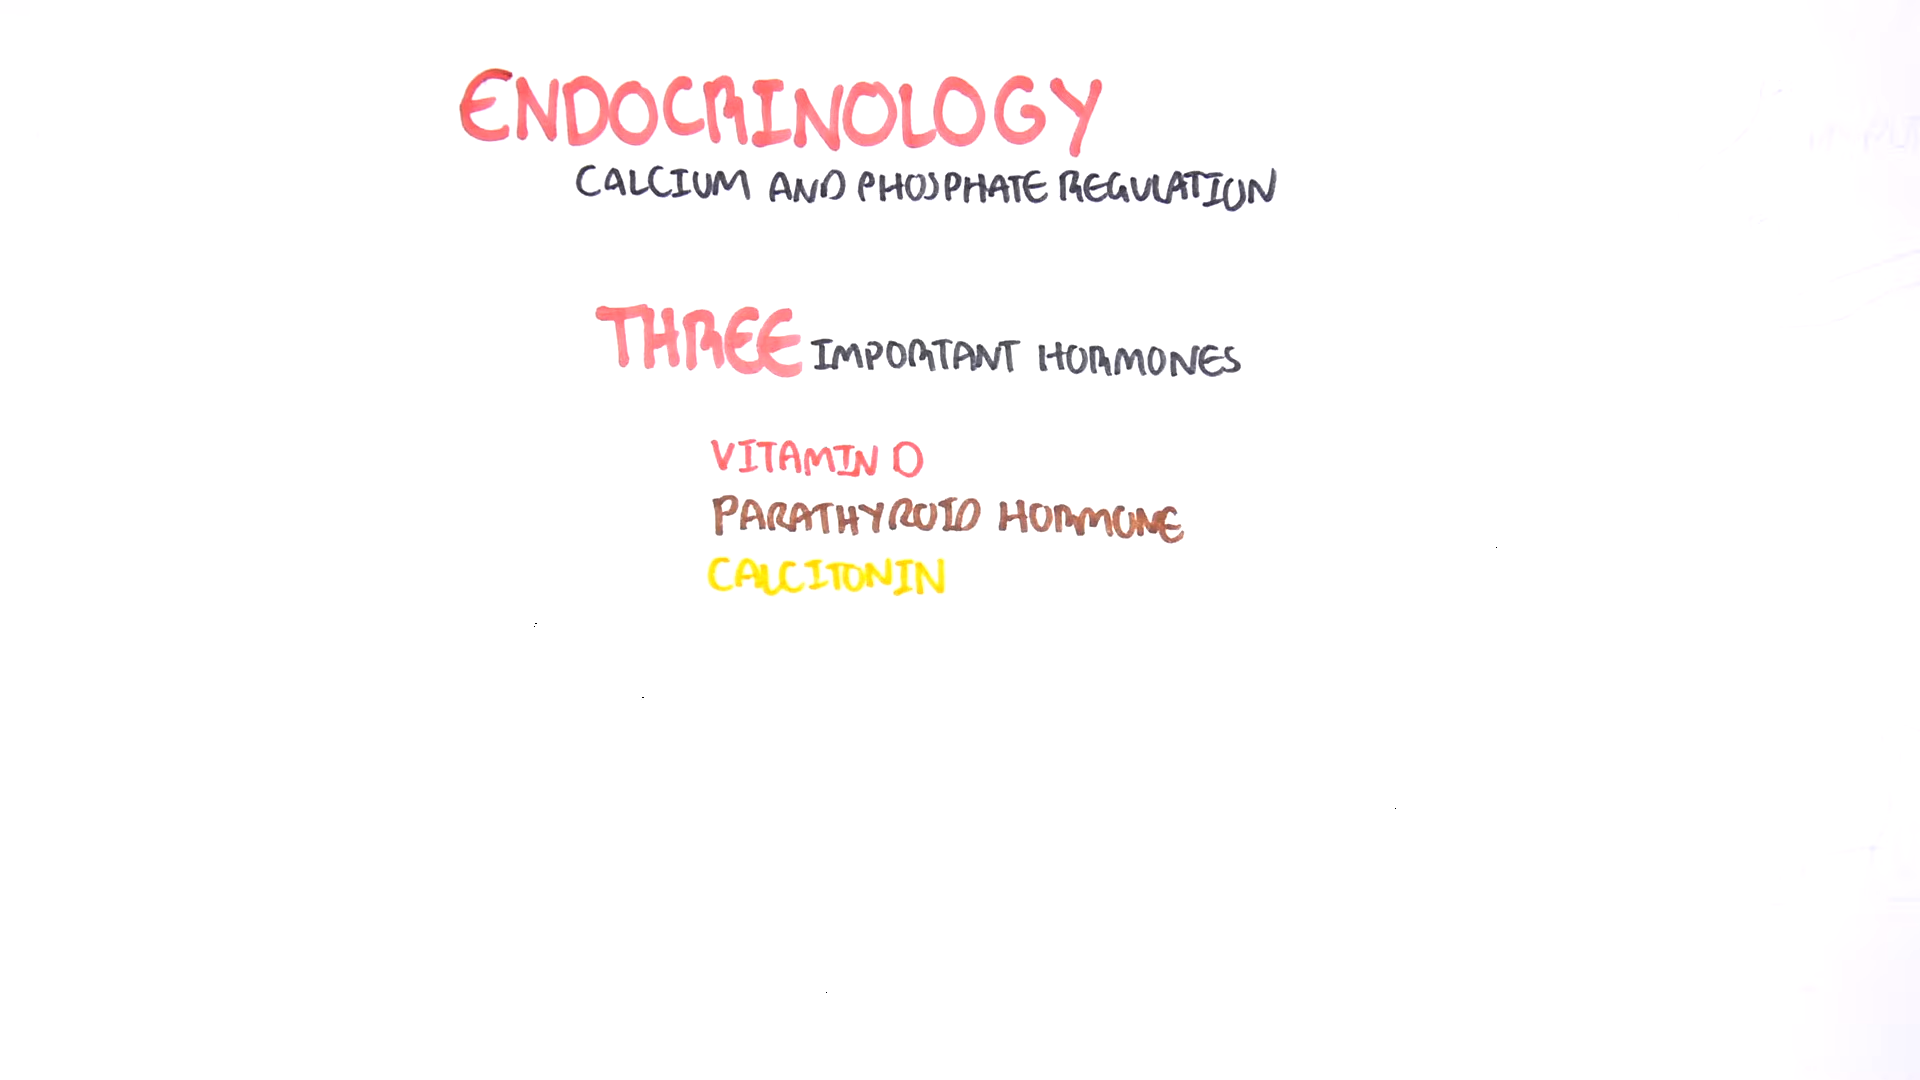 ENDOCRINOLOGY
CALCIUM AND PHOSPHATE REGULATION
THREE IMPORTANT HORMONES
VITAMIN D
PARATHYROID HORMONE
CALCITONIN